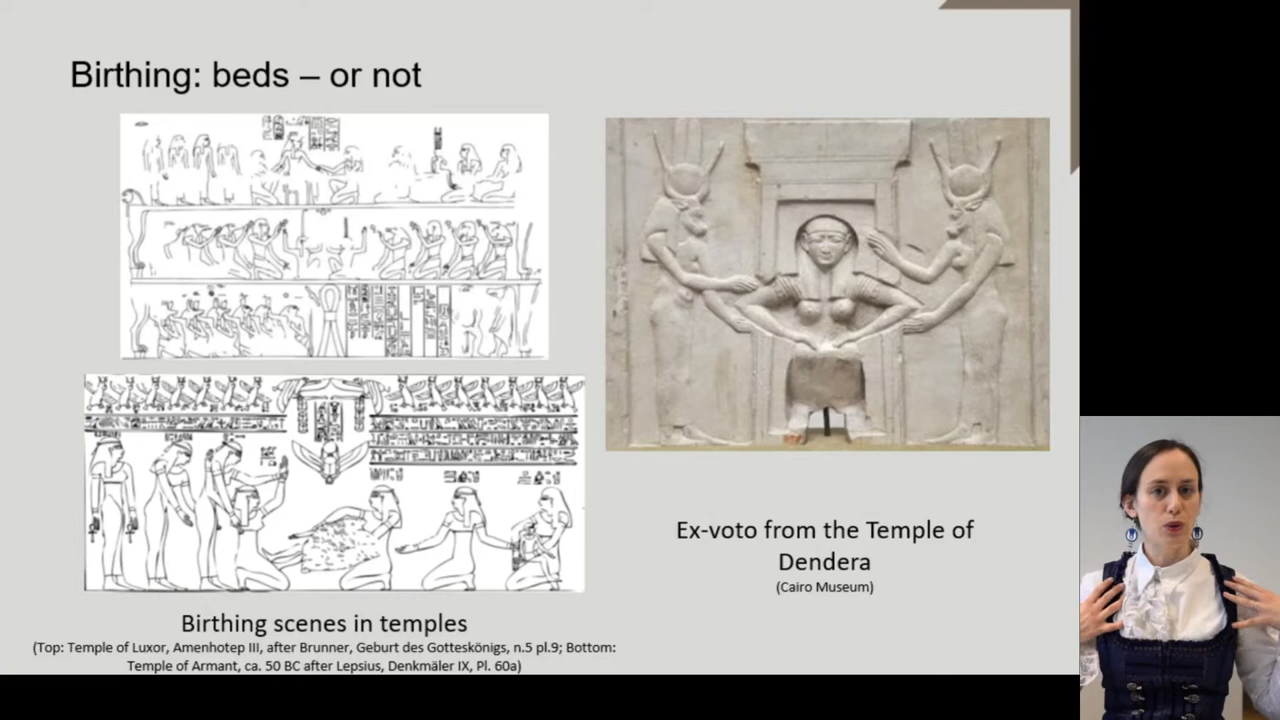 Birthing: beds – or not
Birthing scenes in temples
(Top: Temple of Luxor, Amenhotep III, after Brunner, Geburt des Gotteskönigs, n.5 pl.9; Bottom:
Temple of Armant, ca. 50 BC after Lepsius, Denkmäler IX, Pl. 60a)
Ex-voto from the Temple of
Dendera
(Cairo Museum)